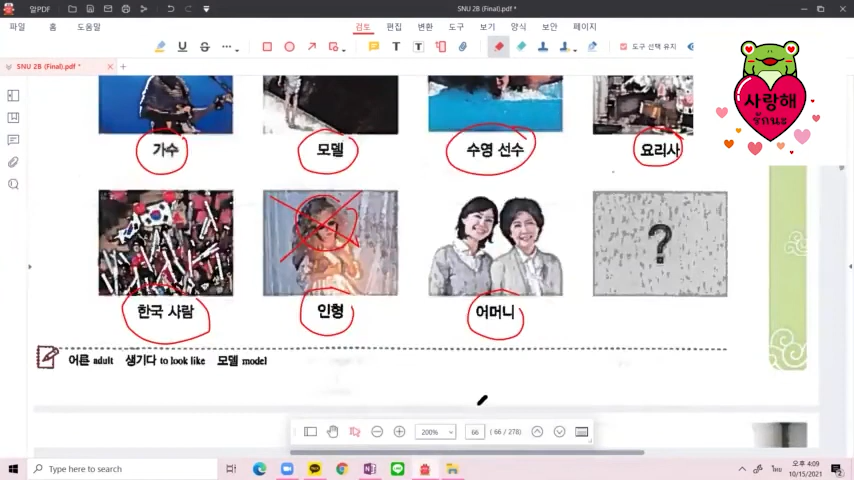 알PDF
SNU 2B (Final).pdf *
파일 홈 도움말
검토 편집 변환 도구 보기 양식 보안 페이지
도구 선택 유지
SNU 2B (Final).pdf *
사랑해
가수 모델 수영 선수 요리사
?
한국 사람 인형 어머니
어른 adult 생기다 to look like 모델 model
200% 66 (66 / 278)
Type here to search
오후 4:09
10/15/2021